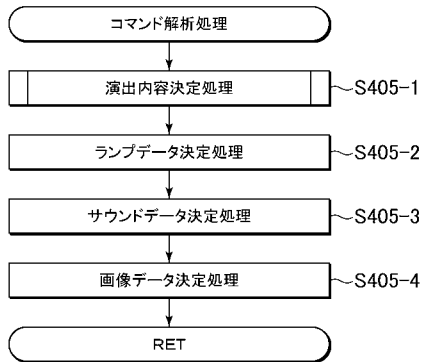 コマンド解析処理
演出内容決定処理 S405-1
ランプデータ決定処理 S405-2
サウンドデータ決定処理 S405-3
画像データ決定処理 S405-4
RET